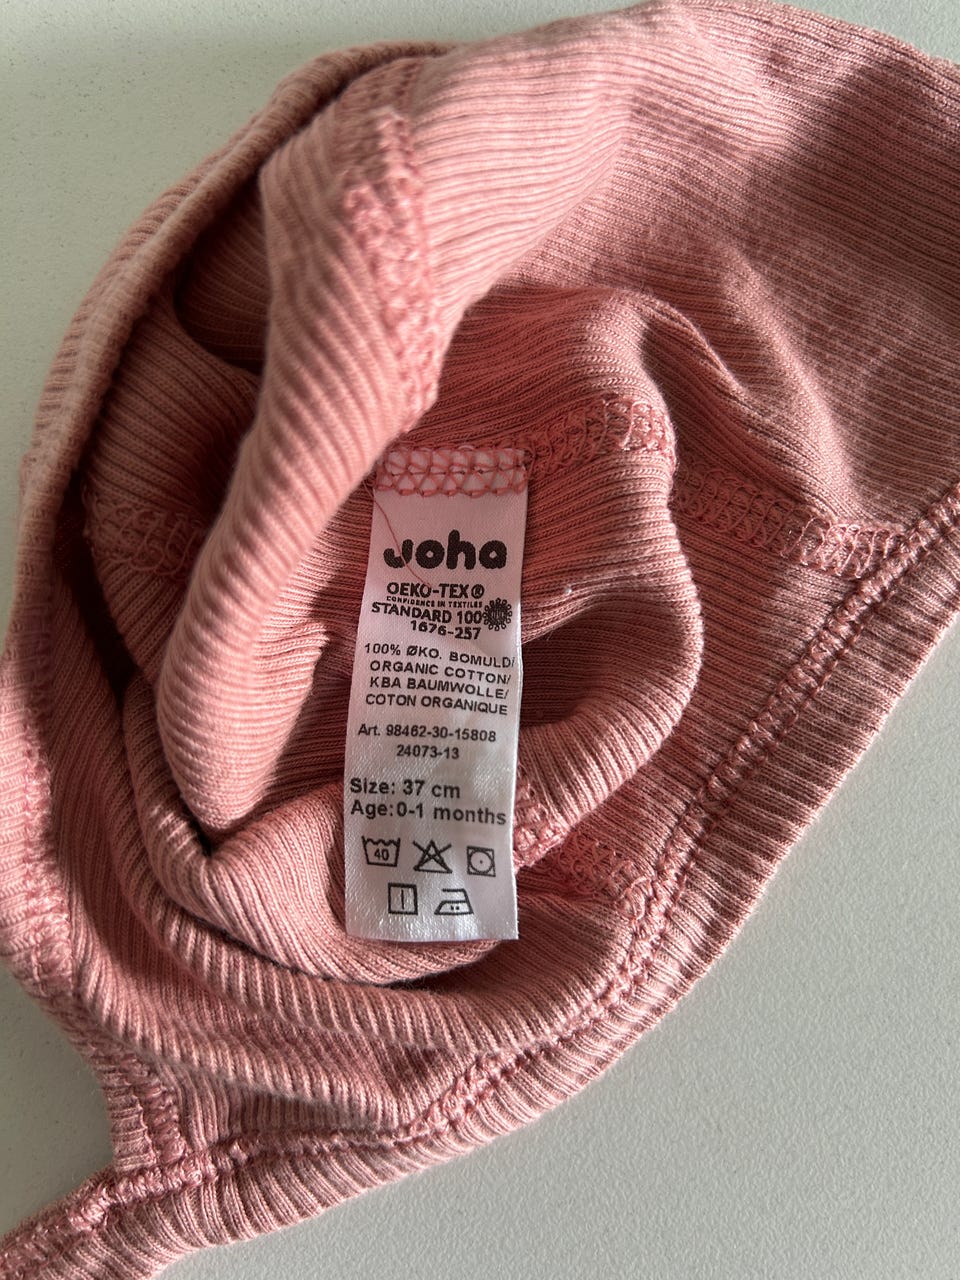 Joha
OEKO-TEX®
CONFIDENCE IN TEXTILES
STANDARD 100
1676-257
100% ØKO. BOMULD/
ORGANIC COTTON/
KBA BAUMWOLLE/
COTON ORGANIQUE
Art. 98462-30-15808
24073-13
Size: 37 cm
Age:0-1 months
40